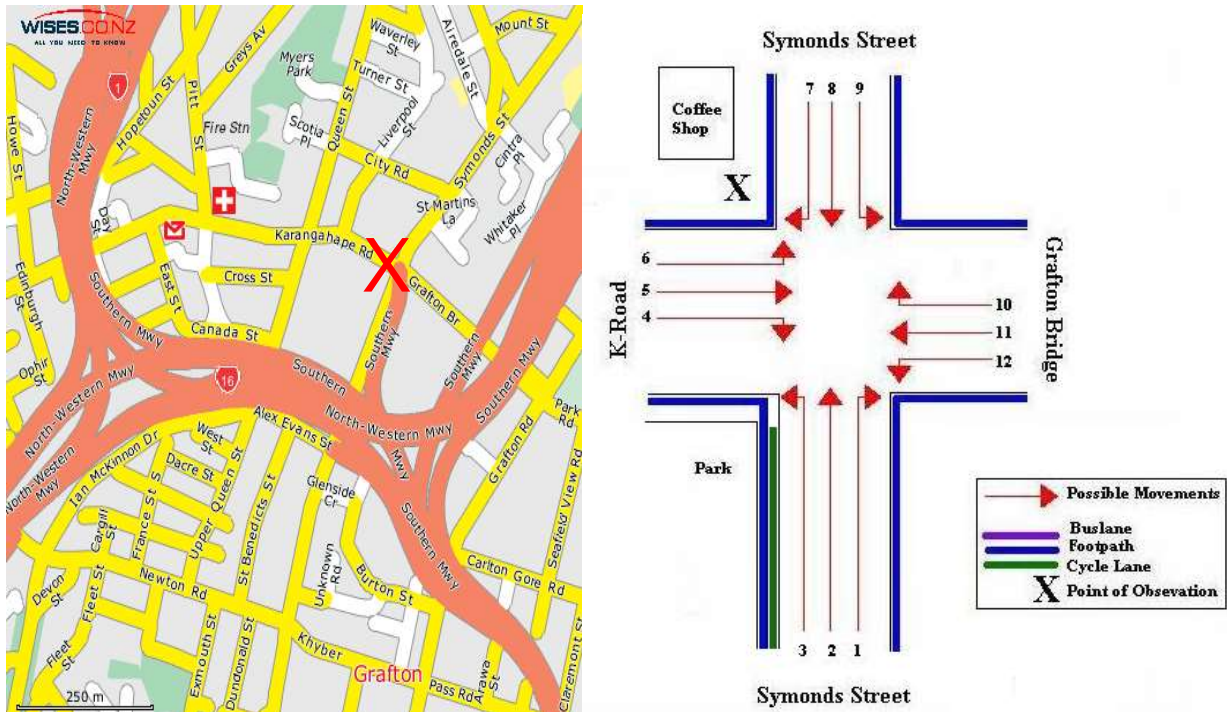 WISES.CO.NZ
ALL YOU NEED TO KNOW
1
Howe St
North-Western Mwy
Hopetoun St
Greys Av
Pitt St
Fire Stn
Myers Park
Waverley St
Turner St
Airedale St
Mount St
Queen St
Liverpool St
Scotia Pl
City Rd
Symonds St
Cintra Pl
St Martins La
Whitaker Pl
Day St
Karangahape Rd
X
Edinburgh St
East St
Cross St
Grafton Br
Canada St
Southern Mwy
Southern Mwy
Southern Mwy
Southern Mwy
Ophir St
16
Southern
North-Western Mwy
North-Western Mwy
North-Western Mwy
Mwy
Park Rd
Ian McKinnon Dr
West St
Dacre St
Alex Evans St
Grafton Rd
Seafield View Rd
Glenside Cr
Cargill St
France St S
Upper Queen St
St Benedicts St
Southern Mwy
Devon St
Fleet St
Newton Rd
Unknown Rd
Burton St
Carlton Gore Rd
Fleet St
Exmouth St
Dundonald St
Khyber
Pass Rd
Grafton
Arawa St
Claremont St
250 m
Symonds Street
Coffee
Shop
7 8 9
X
6
5
4
K-Road
10
11
12
Grafton Bridge
Park
3 2 1
Symonds Street
Possible Movements
Buslane
Footpath
Cycle Lane
X Point of Obsevation